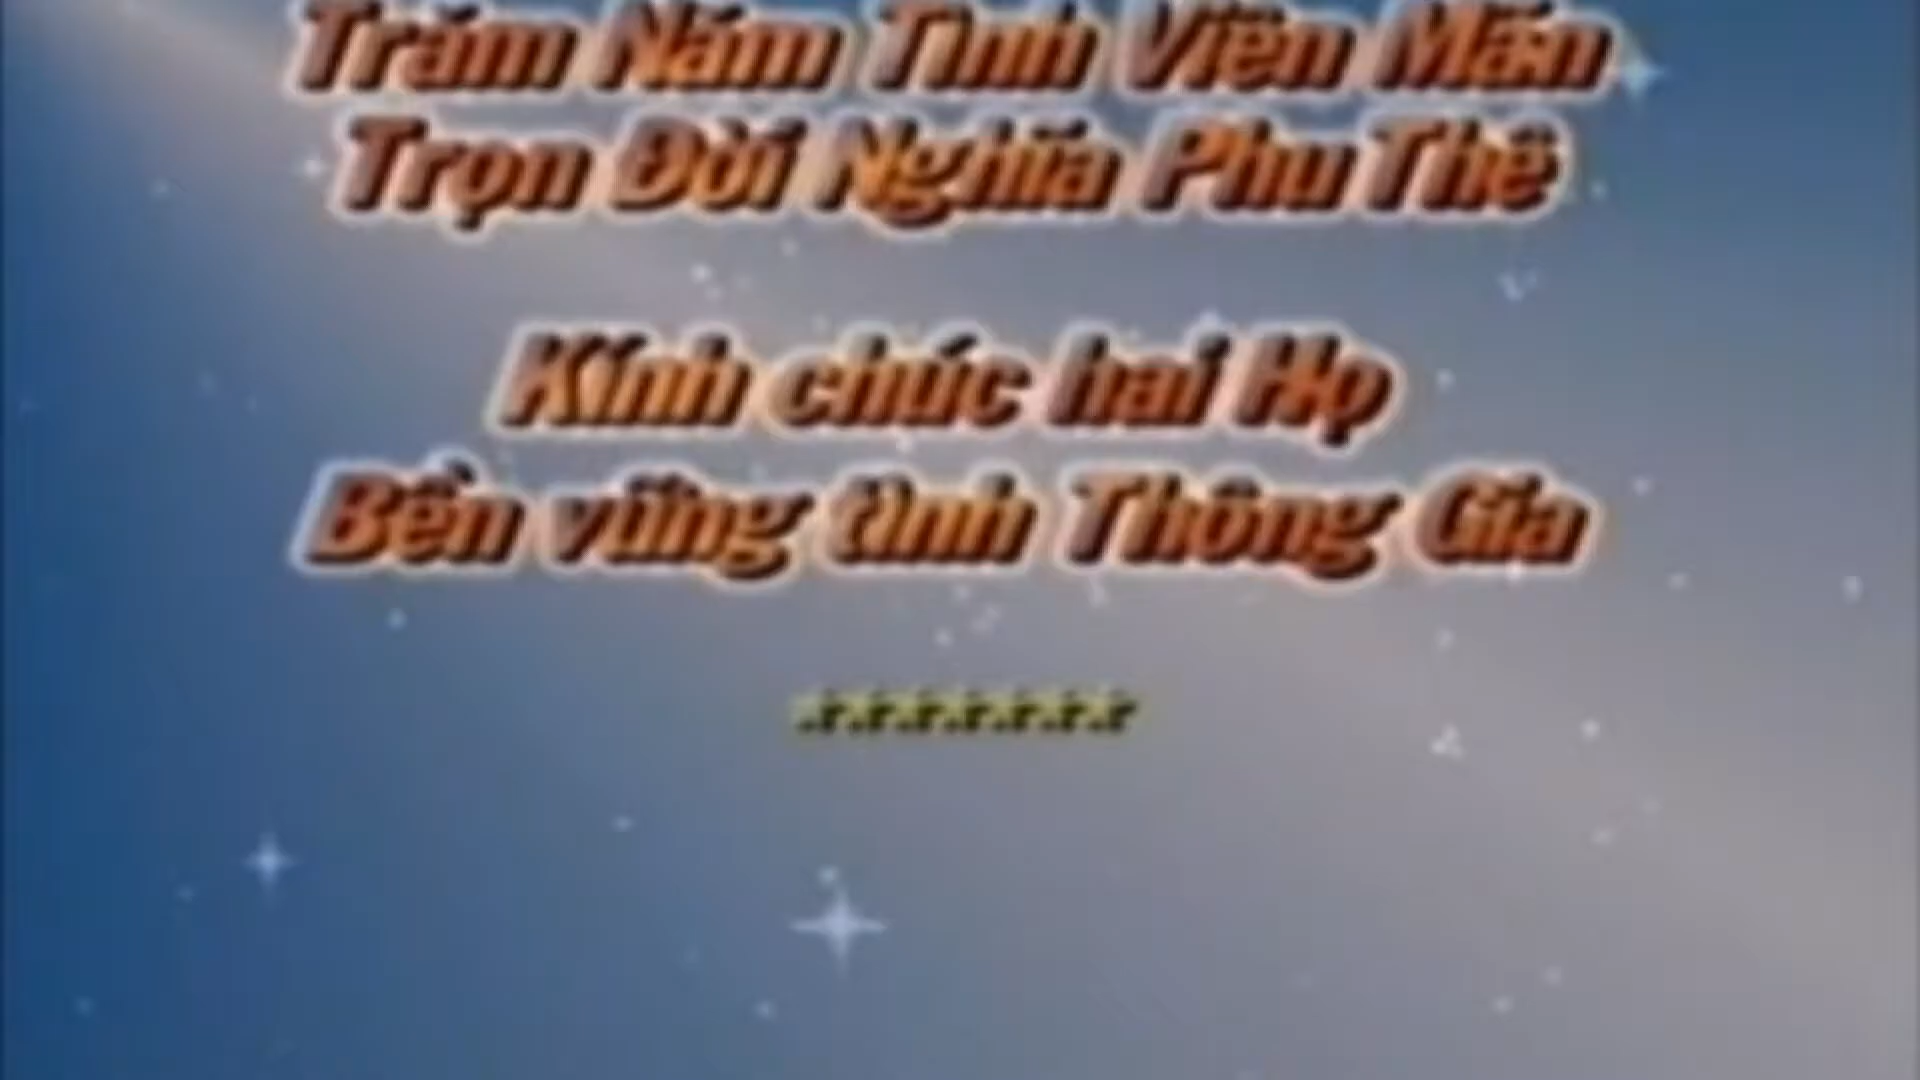 Trăm Năm Tình Viên Mãn
Trọn Đời Nghĩa Phu Thê
Kính chúc hai Họ
Bền vững tình Thông Gia
.r.r.r.r.r.r.r